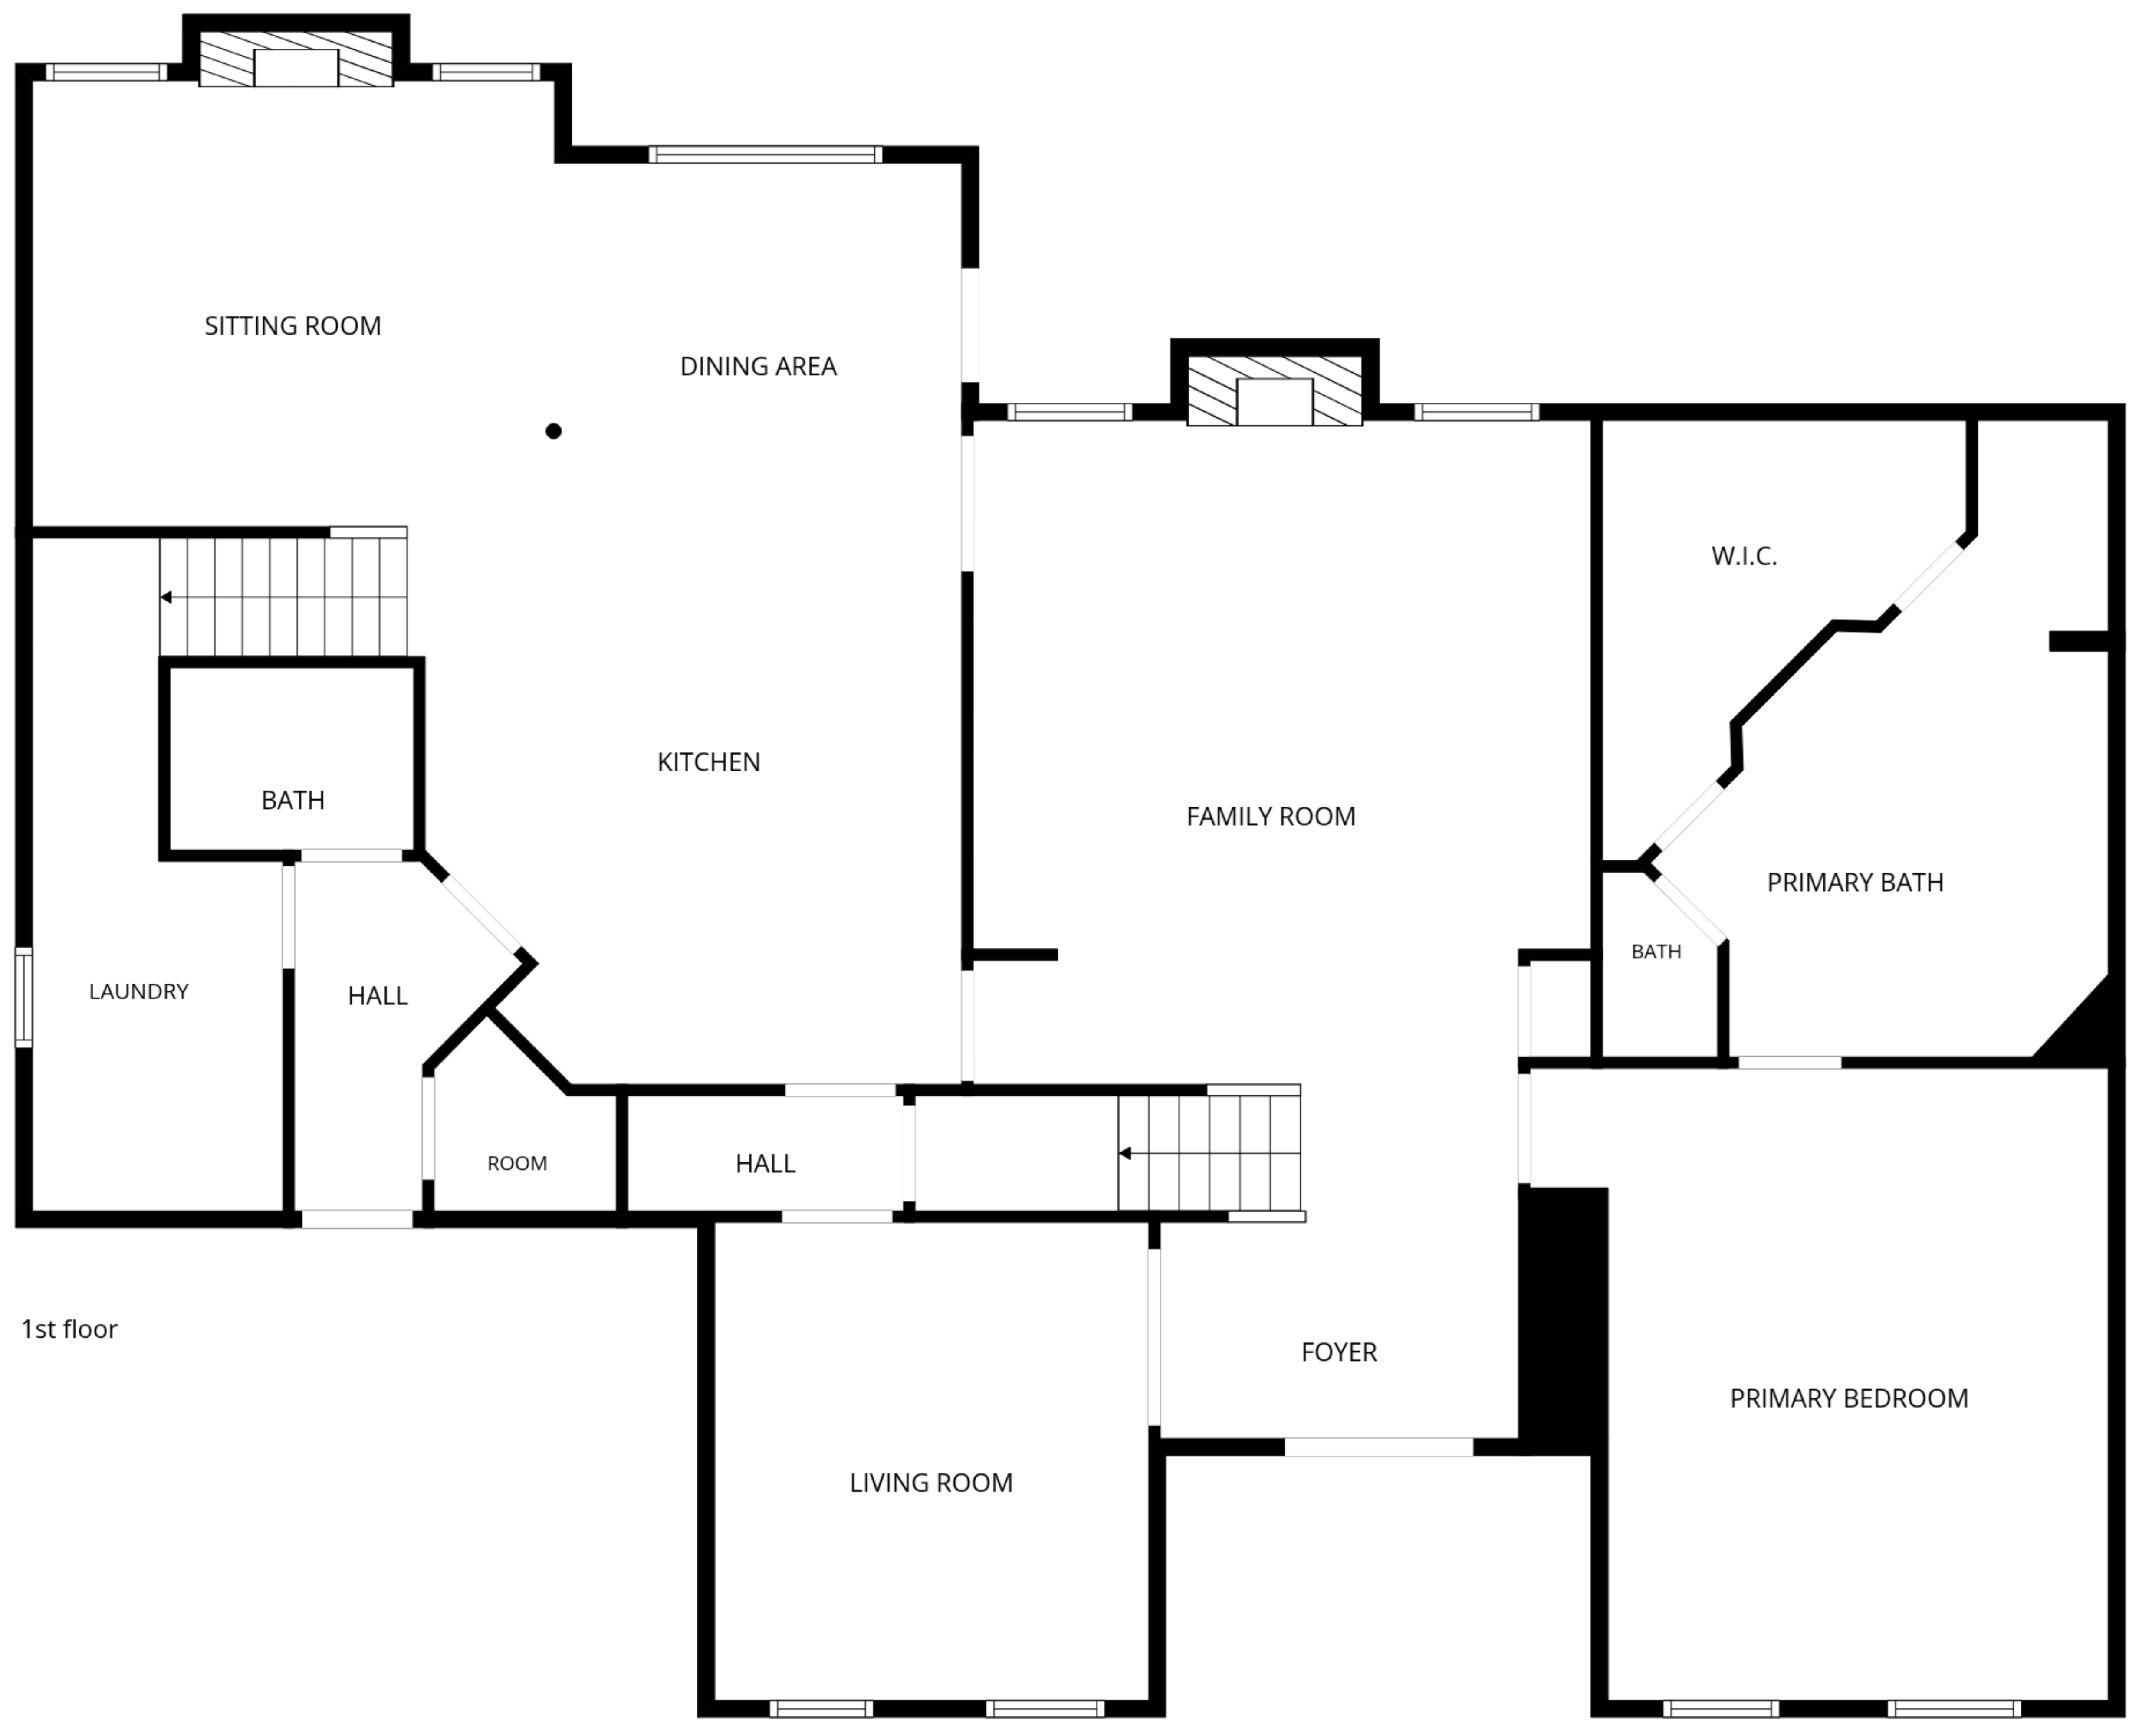 SITTING ROOM
DINING AREA
W.I.C.
KITCHEN
BATH
FAMILY ROOM
PRIMARY BATH
BATH
LAUNDRY
HALL
ROOM
HALL
1st floor
FOYER
PRIMARY BEDROOM
LIVING ROOM